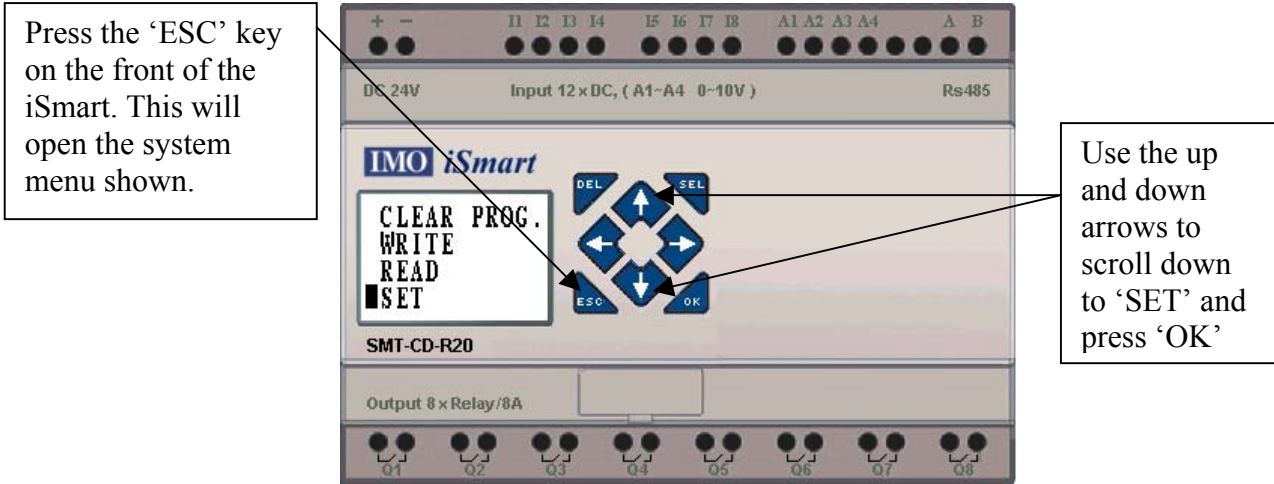 Press the ‘ESC’ key
on the front of the
iSmart. This will
open the system
menu shown.
+ - I1 I2 I3 I4 I5 I6 I7 I8 A1 A2 A3 A4 A B
DC 24V Input 12×DC, ( A1~A4 0~10V ) Rs485
IMO iSmart
CLEAR PROG.
WRITE
READ
SET
DEL SEL
ESC OK
SMT-CD-R20
Output 8×Relay/8A
Q1 Q2 Q3 Q4 Q5 Q6 Q7 Q8
Use the up
and down
arrows to
scroll down
to ‘SET’ and
press ‘OK’